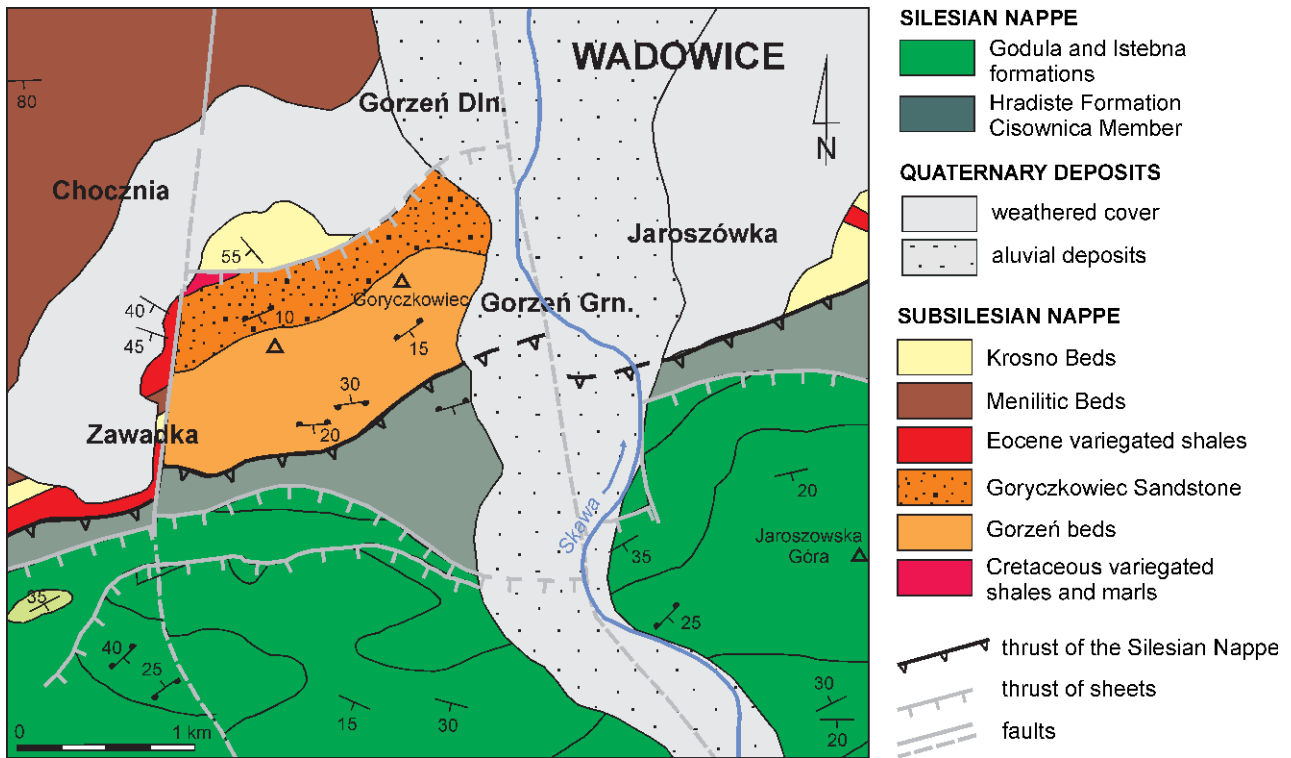 WADOWICE
Gorzeń Dln.
N
80
Chocznia
Jaroszówka
55
Goryczkowiec
Gorzeń Grn.
40
10
45
15
30
Zawadka
20
20
Skawa
Jaroszowska
Góra
35
35
25
40
25
15
30
30
20
0
1 km
SILESIAN NAPPE
Godula and Istebna
formations
Hradiste Formation
Cisownica Member
QUATERNARY DEPOSITS
weathered cover
aluvial deposits
SUBSILESIAN NAPPE
Krosno Beds
Menilitic Beds
Eocene variegated shales
Goryczkowiec Sandstone
Gorzeń beds
Cretaceous variegated
shales and marls
thrust of the Silesian Nappe
thrust of sheets
faults